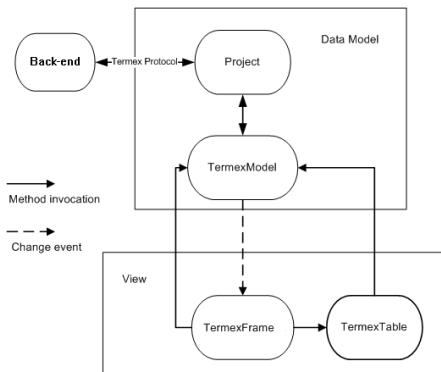 Data Model
Back-end
Termex Protocol
Project
TermexModel
Method invocation
Change event
View
TermexFrame
TermexTable